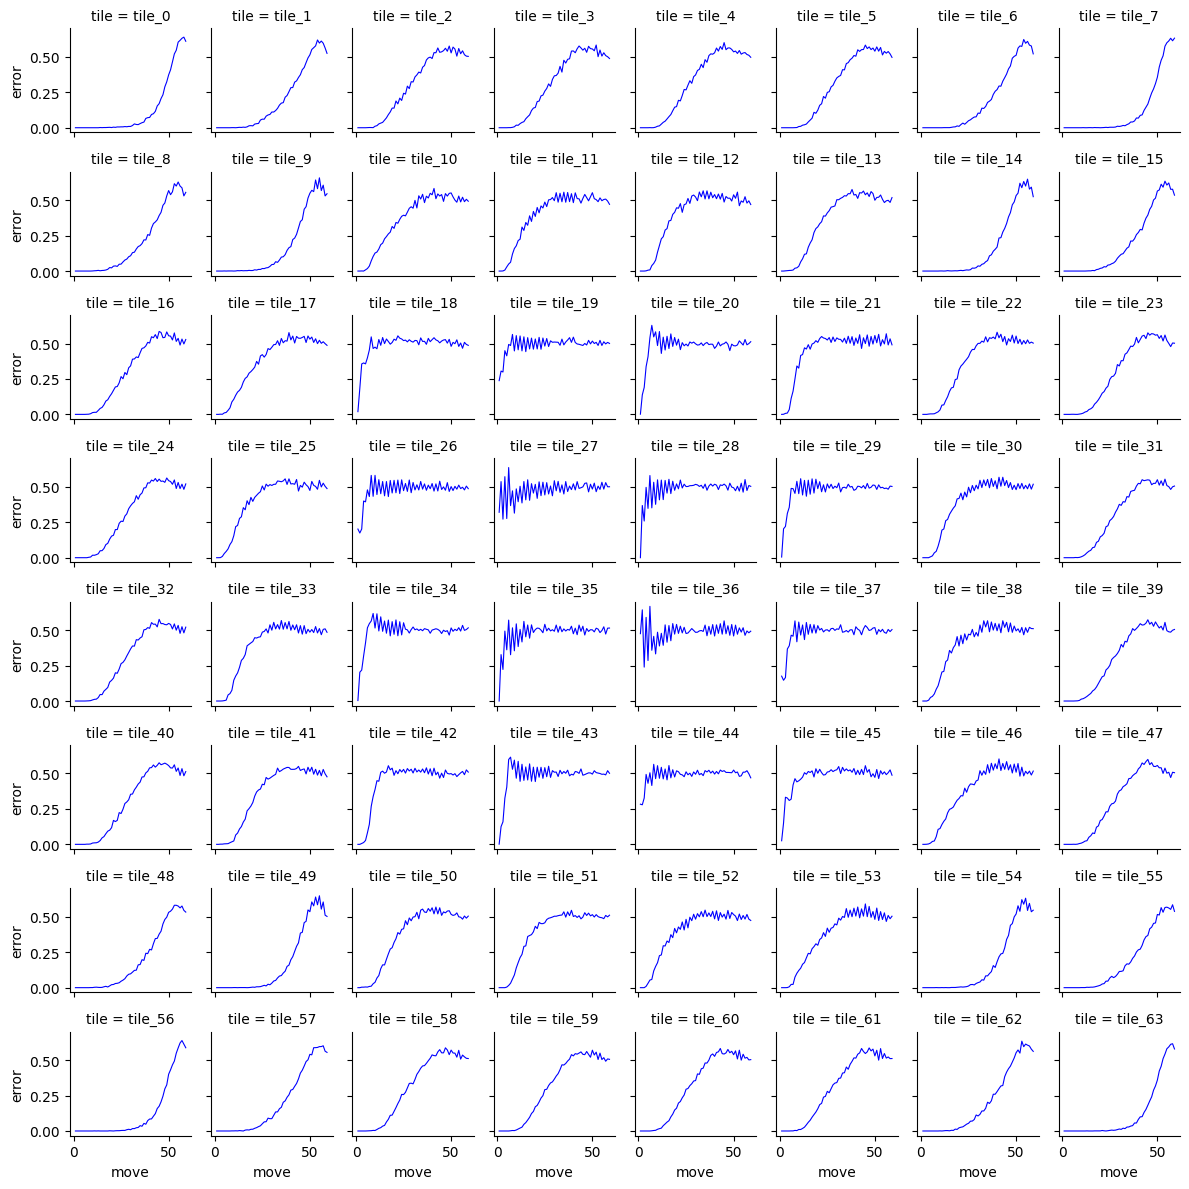 tile = tile_0 tile = tile_1 tile = tile_2 tile = tile_3 tile = tile_4 tile = tile_5 tile = tile_6 tile = tile_7
error
0.50
0.25
0.00
tile = tile_8 tile = tile_9 tile = tile_10 tile = tile_11 tile = tile_12 tile = tile_13 tile = tile_14 tile = tile_15
error
0.50
0.25
0.00
tile = tile_16 tile = tile_17 tile = tile_18 tile = tile_19 tile = tile_20 tile = tile_21 tile = tile_22 tile = tile_23
error
0.50
0.25
0.00
tile = tile_24 tile = tile_25 tile = tile_26 tile = tile_27 tile = tile_28 tile = tile_29 tile = tile_30 tile = tile_31
error
0.50
0.25
0.00
tile = tile_32 tile = tile_33 tile = tile_34 tile = tile_35 tile = tile_36 tile = tile_37 tile = tile_38 tile = tile_39
error
0.50
0.25
0.00
tile = tile_40 tile = tile_41 tile = tile_42 tile = tile_43 tile = tile_44 tile = tile_45 tile = tile_46 tile = tile_47
error
0.50
0.25
0.00
tile = tile_48 tile = tile_49 tile = tile_50 tile = tile_51 tile = tile_52 tile = tile_53 tile = tile_54 tile = tile_55
error
0.50
0.25
0.00
tile = tile_56 tile = tile_57 tile = tile_58 tile = tile_59 tile = tile_60 tile = tile_61 tile = tile_62 tile = tile_63
error
0.50
0.25
0.00
0 50 0 50 0 50 0 50 0 50 0 50 0 50 0 50
move move move move move move move move